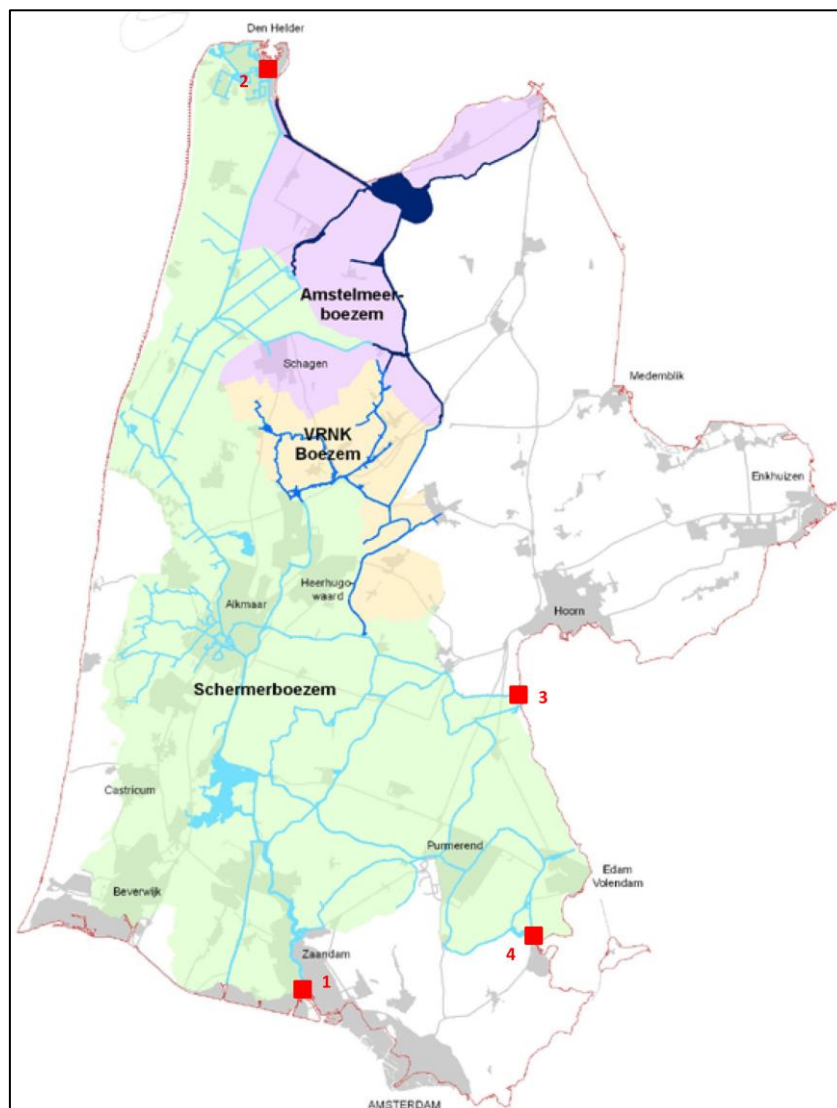 Den Helder
2
Amstelmeer-
boezem
Schagen
Medemblik
VRNK
Boezem
Enkhuizen
Heerhugo-
waard
Alkmaar
Hoorn
Schermerboezem
3
Castricum
Purmerend
Edam
Volendam
Beverwijk
4
Zaandam
1
AMSTERDAM